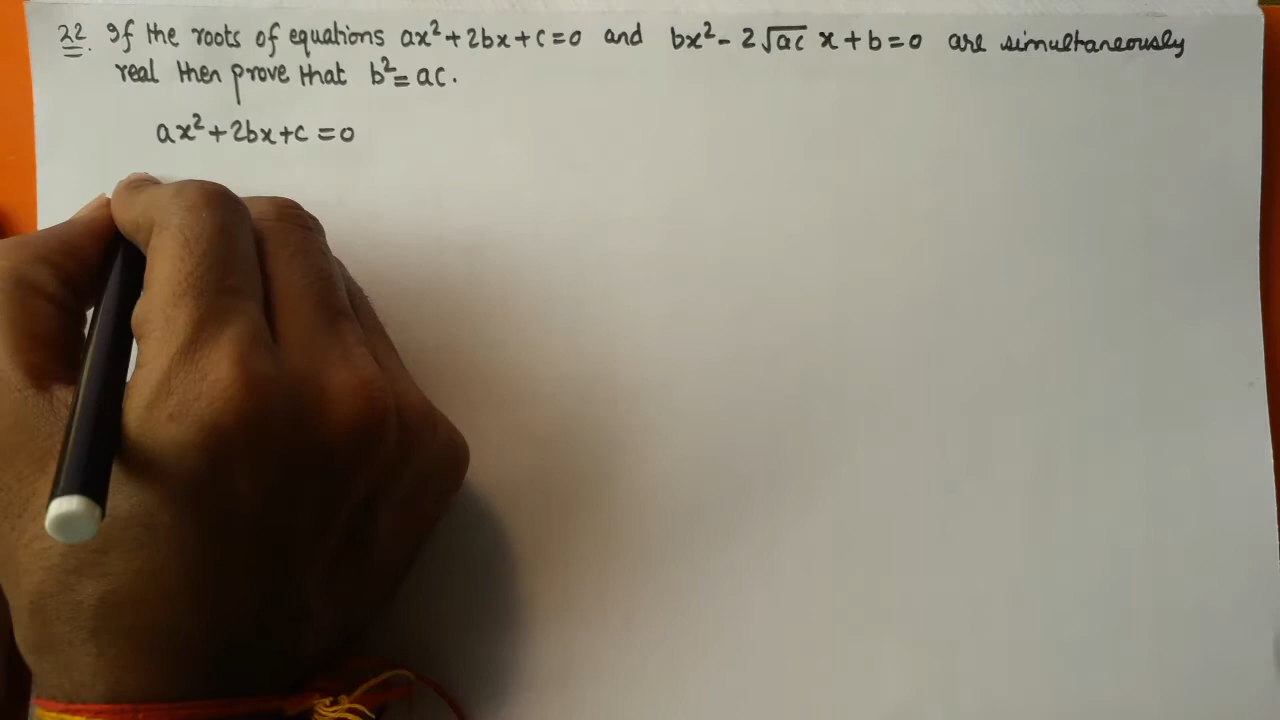 22. If the roots of equations ax²+2bx+c=0 and bx²-2√ac x+b=0 are simultaneously
real then prove that b²=ac.
ax²+2bx+c=0